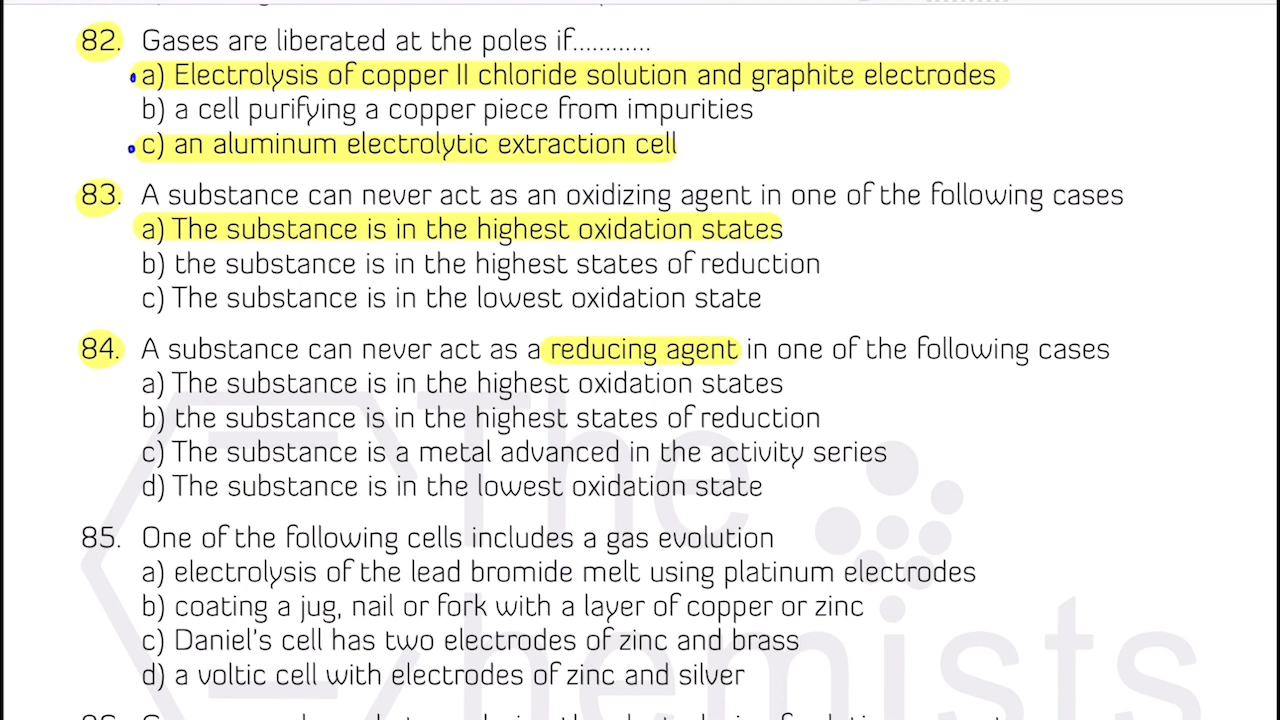 82. Gases are liberated at the poles if............
a) Electrolysis of copper II chloride solution and graphite electrodes
b) a cell purifying a copper piece from impurities
c) an aluminum electrolytic extraction cell
83. A substance can never act as an oxidizing agent in one of the following cases
a) The substance is in the highest oxidation states
b) the substance is in the highest states of reduction
c) The substance is in the lowest oxidation state
84. A substance can never act as a reducing agent in one of the following cases
a) The substance is in the highest oxidation states
b) the substance is in the highest states of reduction
c) The substance is a metal advanced in the activity series
d) The substance is in the lowest oxidation state
85. One of the following cells includes a gas evolution
a) electrolysis of the lead bromide melt using platinum electrodes
b) coating a jug, nail or fork with a layer of copper or zinc
c) Daniel's cell has two electrodes of zinc and brass
d) a voltic cell with electrodes of zinc and silver
The
Chemists